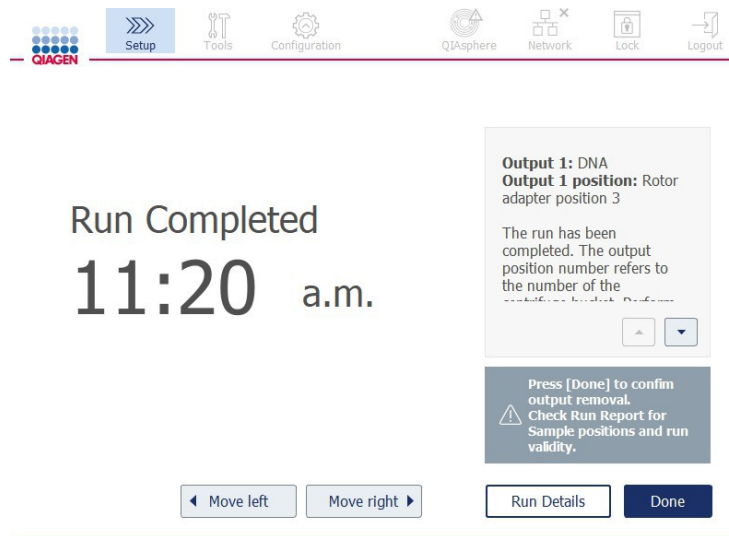 Setup
Tools
Configuration
QIAsphere
Network
Lock
Logout
QIAGEN
Run Completed
11:20 a.m.
Output 1: DNA
Output 1 position: Rotor
adapter position 3
The run has been
completed. The output
position number refers to
the number of the
Press [Done] to confirm
output removal.
Check Run Report for
Sample positions and run
validity.
Move left
Move right
Run Details
Done